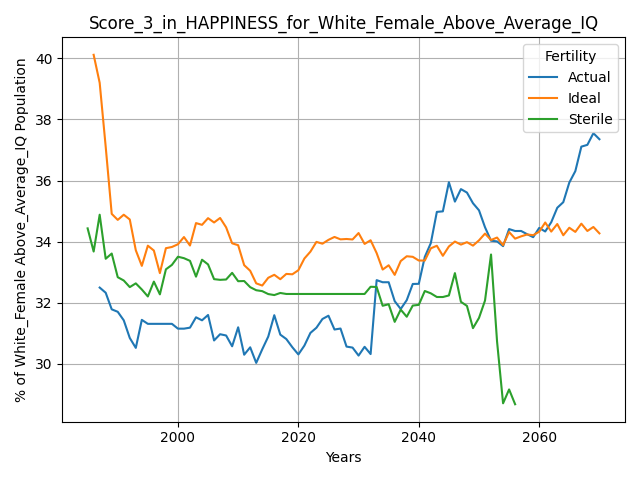 Score_3_in_HAPPINESS_for_White_Female_Above_Average_IQ
% of White_Female Above_Average_IQ Population
40
38
36
34
32
30
Fertility
Actual
Ideal
Sterile
2000
2020
2040
2060
Years